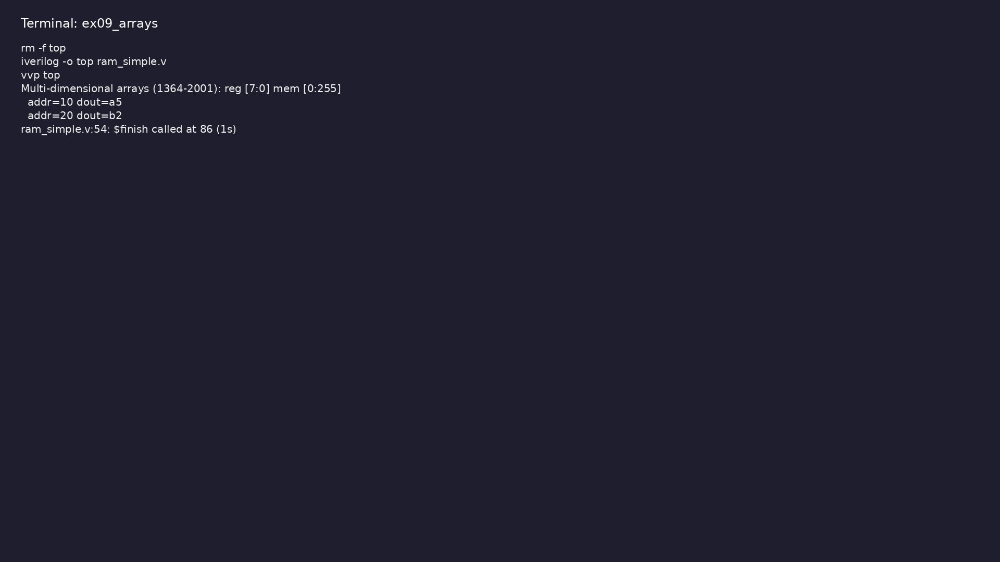 Terminal: ex09_arrays
rm -f top
iverilog -o top ram_simple.v
vvp top
Multi-dimensional arrays (1364-2001): reg [7:0] mem [0:255]
addr=10 dout=a5
addr=20 dout=b2
ram_simple.v:54: $finish called at 86 (1s)